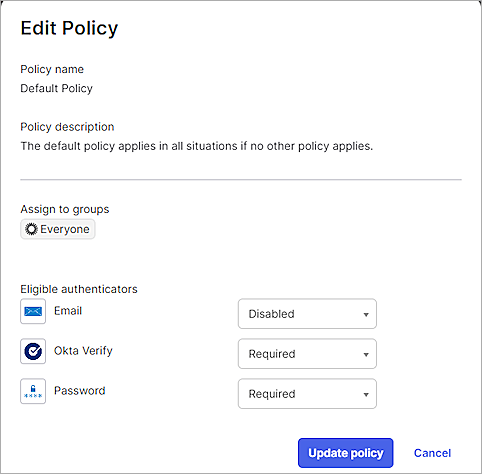 Edit Policy
Policy name
Default Policy
Policy description
The default policy applies in all situations if no other policy applies.
Assign to groups
Everyone
Eligible authenticators
Email
Disabled
Okta Verify
Required
Password
Required
Update policy
Cancel